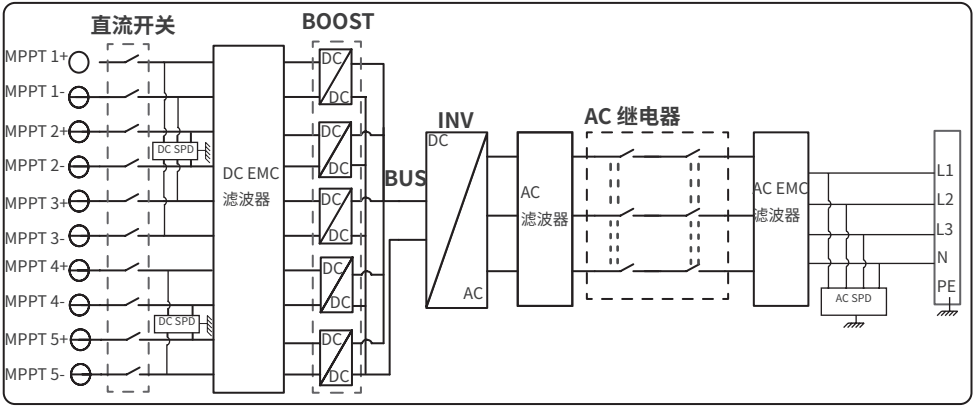 直流开关
BOOST
MPPT 1+
MPPT 1-
MPPT 2+
MPPT 2-
MPPT 3+
MPPT 3-
MPPT 4+
MPPT 4-
MPPT 5+
MPPT 5-
DC SPD
DC SPD
DC EMC
滤波器
DC
DC
DC
DC
DC
DC
DC
DC
DC
DC
BUS
INV
DC
AC
AC
滤波器
AC 继电器
AC EMC
滤波器
AC SPD
L1
L2
L3
N
PE